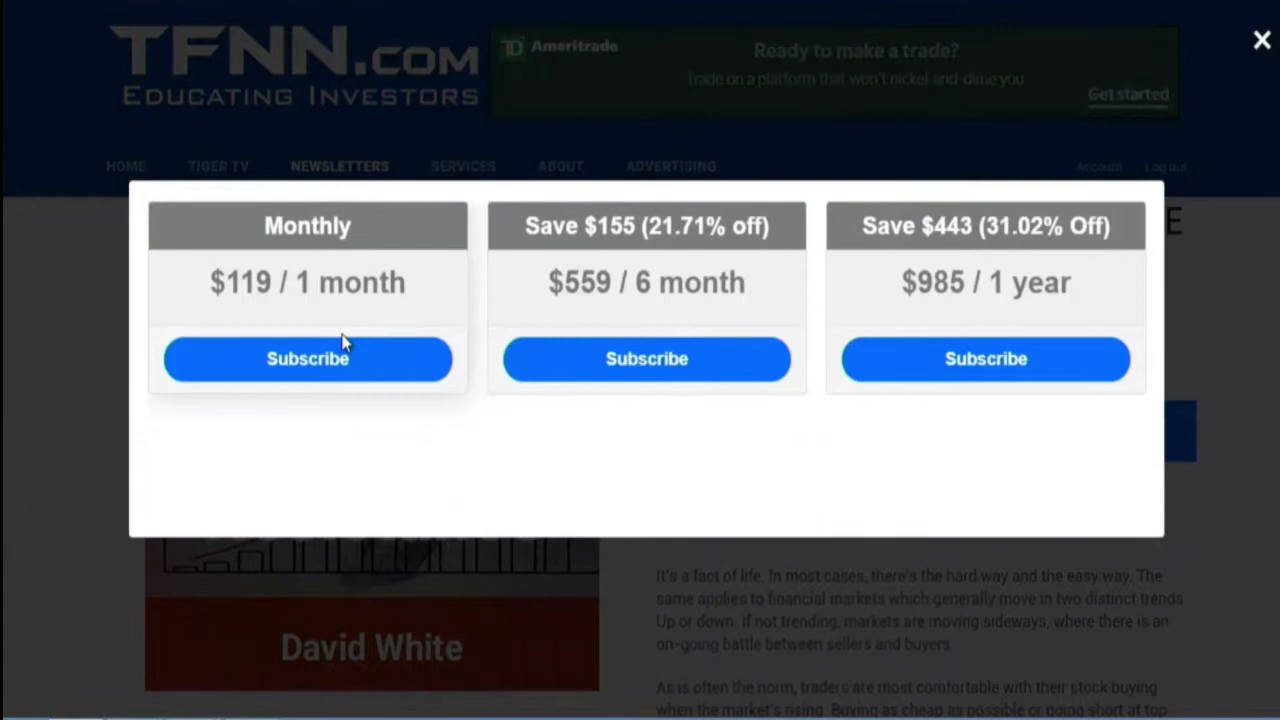 TFNN.COM
EDUCATING INVESTORS
TD Ameritrade
Ready to make a trade?
Trade on a platform that won't nickel-and-dime you
Get started
HOME TIGER TV NEWSLETTERS SERVICES ABOUT ADVERTISING Account Log out
Monthly
$119 / 1 month
Subscribe
Save $155 (21.71% off)
$559 / 6 month
Subscribe
Save $443 (31.02% Off)
$985 / 1 year
Subscribe
E
David White
It's a fact of life. In most cases, there's the hard way and the easy way. The
same applies to financial markets which generally move in two distinct trends
Up or down. If not trending, markets are moving sideways, where there is an
on-going battle between sellers and buyers.
As is often the norm, traders are most comfortable with their stock buying
when the market's rising. Buying as cheap as possible or going short at top